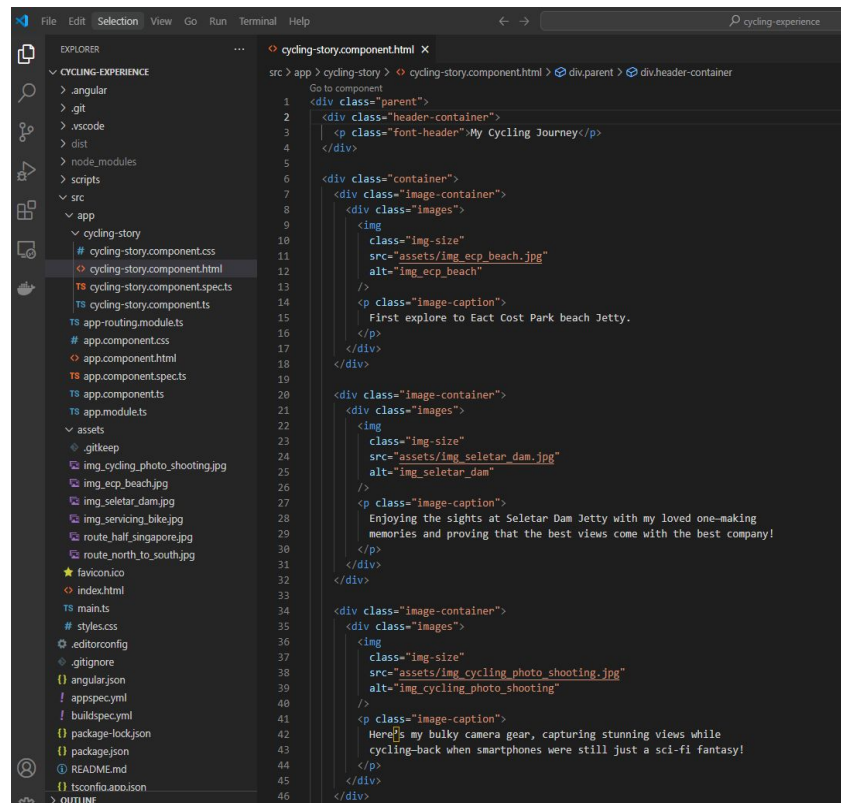 File Edit Selection View Go Run Terminal Help
cycling-experience
EXPLORER
cycling-story.component.html
CYCLING-EXPERIENCE
.angular
.git
.vscode
dist
node_modules
scripts
src
app
cycling-story
# cycling-story.component.css
<> cycling-story.component.html
TS cycling-story.component.spec.ts
TS cycling-story.component.ts
TS app-routing.module.ts
# app.component.css
<> app.component.html
TS app.component.spec.ts
TS app.component.ts
TS app.module.ts
assets
.gitkeep
img_cycling_photo_shooting.jpg
img_ecp_beach.jpg
img_seletar_dam.jpg
img_servicing_bike.jpg
route_half_singapore.jpg
route_north_to_south.jpg
favicon.ico
<> index.html
TS main.ts
# styles.css
.editorconfig
.gitignore
{} angular.json
! appspec.yml
! buildspec.yml
{} package-lock.json
{} package.json
README.md
{} tsconfig.app.json
OUTLINE
src > app > cycling-story > <> cycling-story.component.html > div.parent > div.header-container
Go to component
1 <div class="parent">
2 <div class="header-container">
3 <p class="font-header">My Cycling Journey</p>
4 </div>
5
6 <div class="container">
7 <div class="image-container">
8 <div class="images">
9 <img
10 class="img-size"
11 src="assets/img_ecp_beach.jpg"
12 alt="img_ecp_beach"
13 />
14 <p class="image-caption">
15 First explore to Eact Cost Park beach Jetty.
16 </p>
17 </div>
18 </div>
19
20 <div class="image-container">
21 <div class="images">
22 <img
23 class="img-size"
24 src="assets/img_seletar_dam.jpg"
25 alt="img_seletar_dam"
26 />
27 <p class="image-caption">
28 Enjoying the sights at Seletar Dam Jetty with my loved one—making
29 memories and proving that the best views come with the best company!
30 </p>
31 </div>
32 </div>
33
34 <div class="image-container">
35 <div class="images">
36 <img
37 class="img-size"
38 src="assets/img_cycling_photo_shooting.jpg"
39 alt="img_cycling_photo_shooting"
40 />
41 <p class="image-caption">
42 Here’s my bulky camera gear, capturing stunning views while
43 cycling—back when smartphones were still just a sci-fi fantasy!
44 </p>
45 </div>
46 </div>